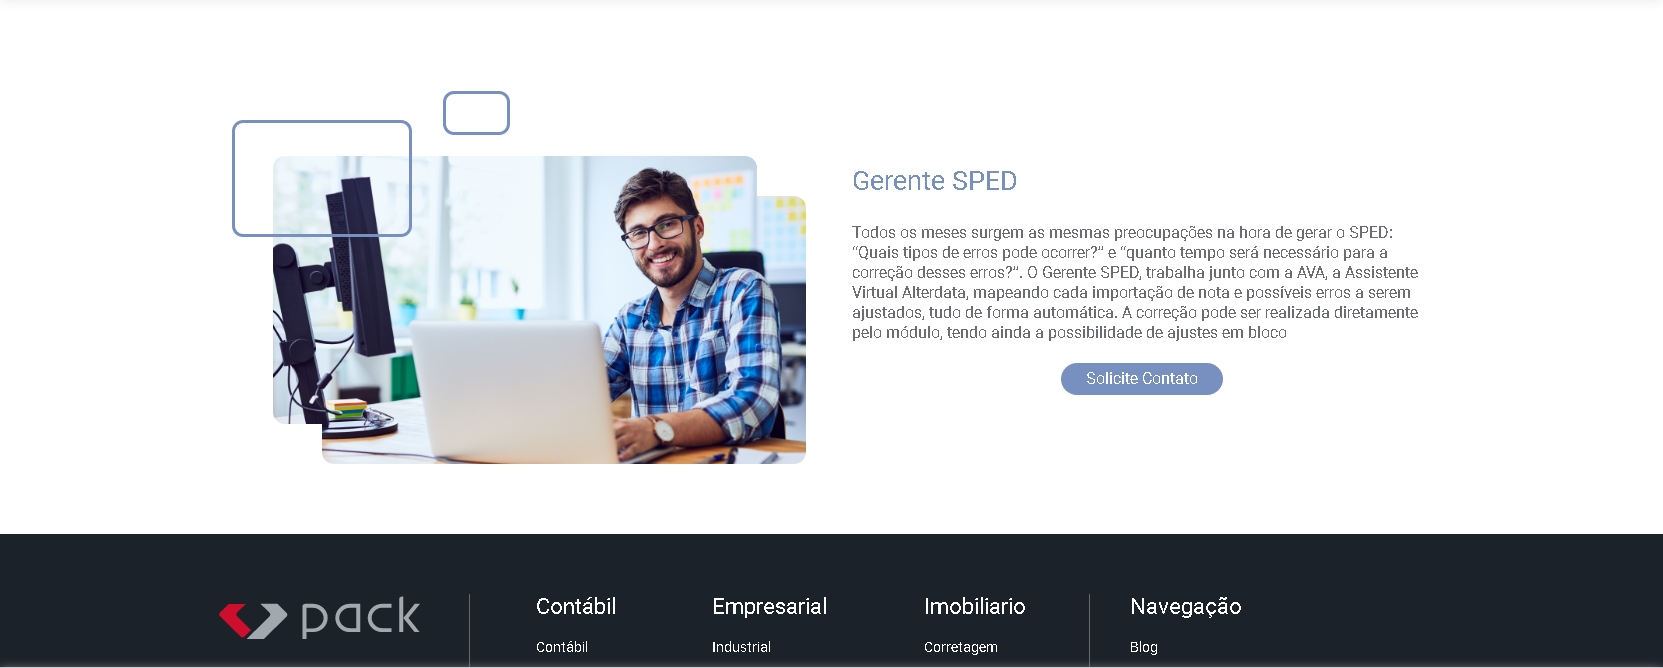 Gerente SPED
Todos os meses surgem as mesmas preocupações na hora de gerar o SPED:
“Quais tipos de erros pode ocorrer?” e “quanto tempo será necessário para a
correção desses erros?”. O Gerente SPED, trabalha junto com a AVA, a Assistente
Virtual Alterdata, mapeando cada importação de nota e possíveis erros a serem
ajustados, tudo de forma automática. A correção pode ser realizada diretamente
pelo módulo, tendo ainda a possibilidade de ajustes em bloco
Solicite Contato
pack
Contábil
Contábil
Empresarial
Industrial
Imobiliario
Corretagem
Navegação
Blog